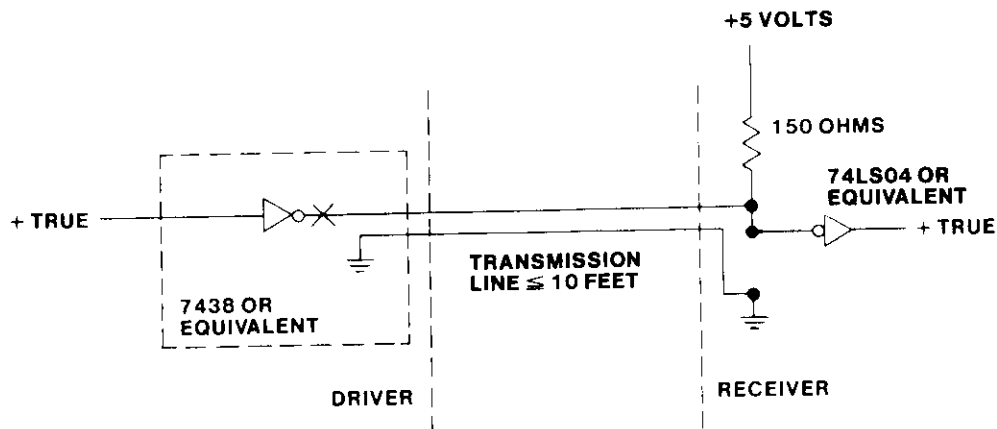 +5 VOLTS
150 OHMS
74LS04 OR
EQUIVALENT
+ TRUE
+ TRUE
TRANSMISSION
LINE ≦ 10 FEET
7438 OR
EQUIVALENT
DRIVER
RECEIVER